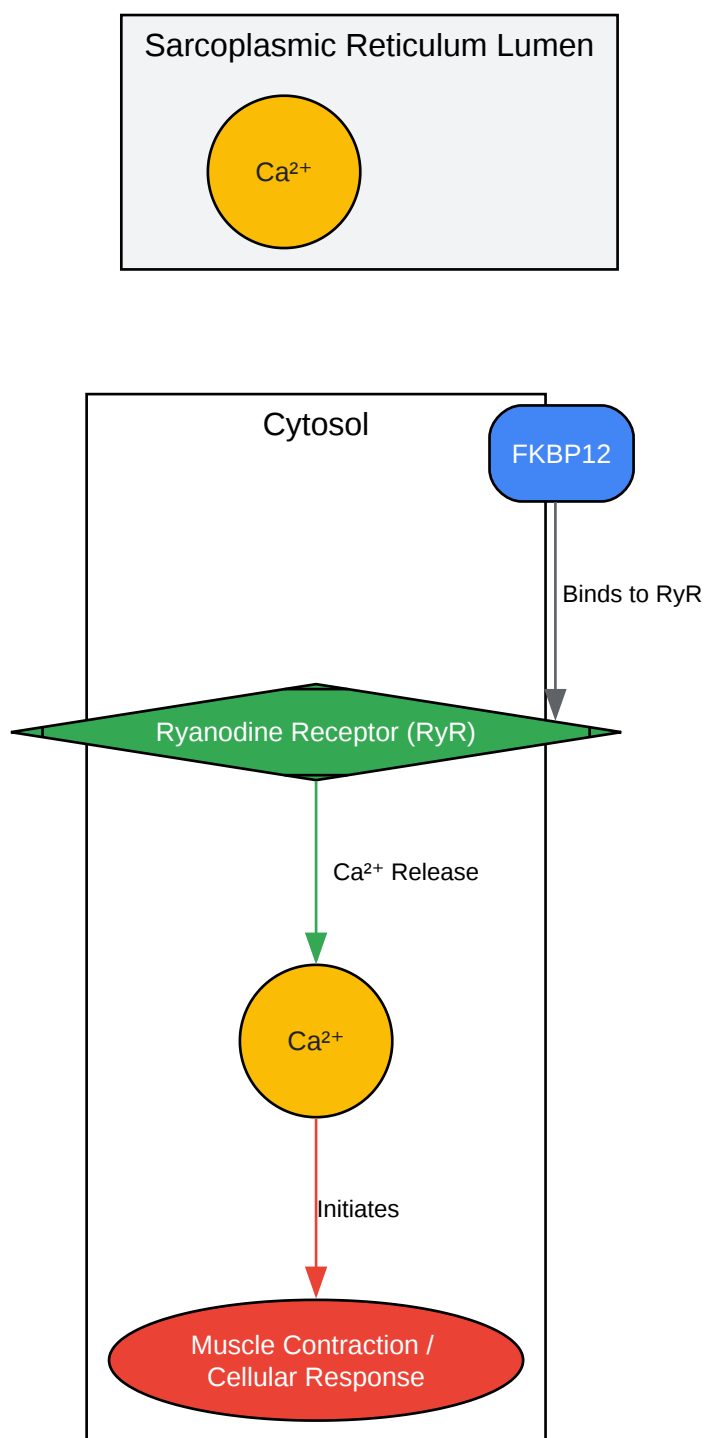 Sarcoplasmic Reticulum Lumen
Ca²⁺
Cytosol
FKBP12
Binds to RyR
Ryanodine Receptor (RyR)
Ca²⁺ Release
Ca²⁺
Initiates
Muscle Contraction /
Cellular Response